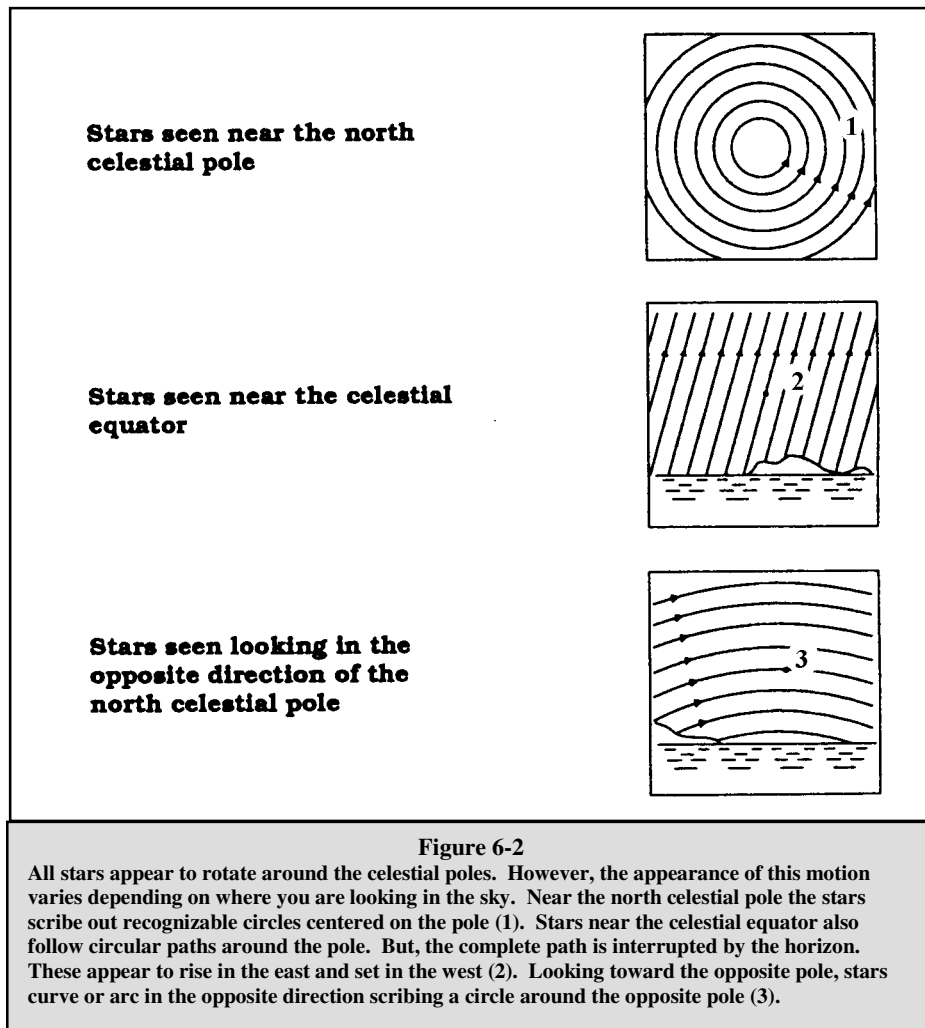 Stars seen near the north
celestial pole
1
Stars seen near the celestial
equator
2
Stars seen looking in the
opposite direction of the
north celestial pole
3
Figure 6-2
All stars appear to rotate around the celestial poles. However, the appearance of this motion
varies depending on where you are looking in the sky. Near the north celestial pole the stars
scribe out recognizable circles centered on the pole (1). Stars near the celestial equator also
follow circular paths around the pole. But, the complete path is interrupted by the horizon.
These appear to rise in the east and set in the west (2). Looking toward the opposite pole, stars
curve or arc in the opposite direction scribing a circle around the opposite pole (3).